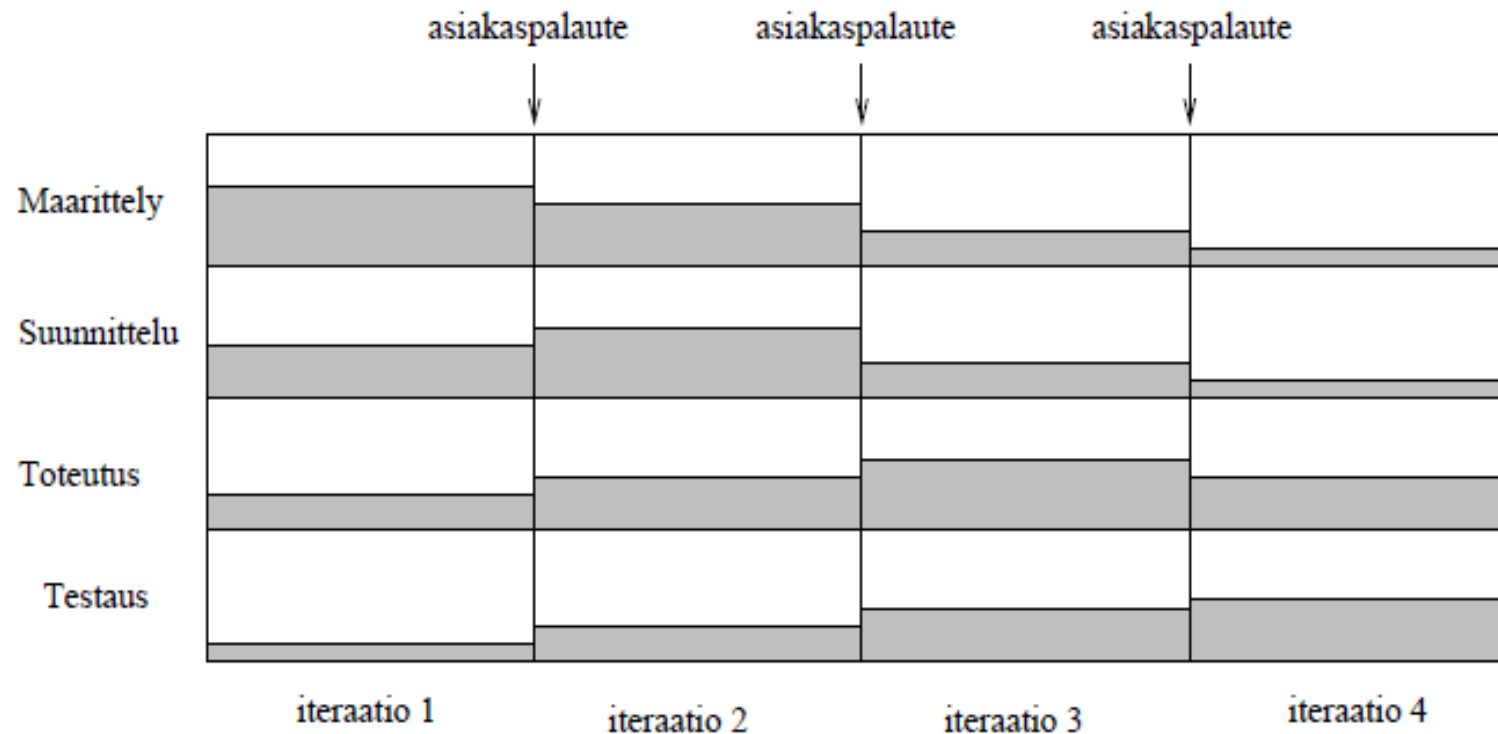 asiakaspalaute asiakaspalaute asiakaspalaute
Maarittely
Suunnittelu
Toteutus
Testaus
iteraatio 1 iteraatio 2 iteraatio 3 iteraatio 4